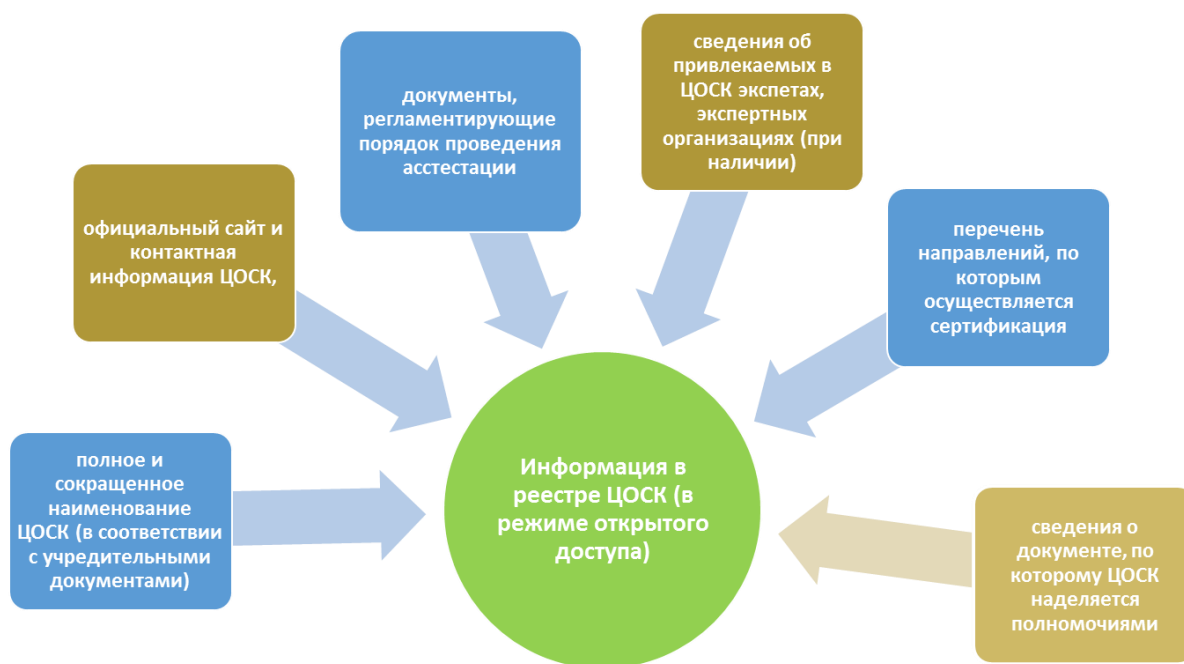 полное и
сокращенное
наименование
ЦОСК (в соответствии
с учредительными
документами)
официальный сайт и
контактная
информация ЦОСК,
документы,
регламентирующие
порядок проведения
асстестации
сведения об
привлекаемых в
ЦОСК экспетах,
экспертных
организациях (при
наличии)
перечень
направлений, по
которым
осуществляется
сертификация
сведения о
документе, по
которому ЦОСК
наделяется
полномочиями
Информация в
реестре ЦОСК (в
режиме открытого
доступа)